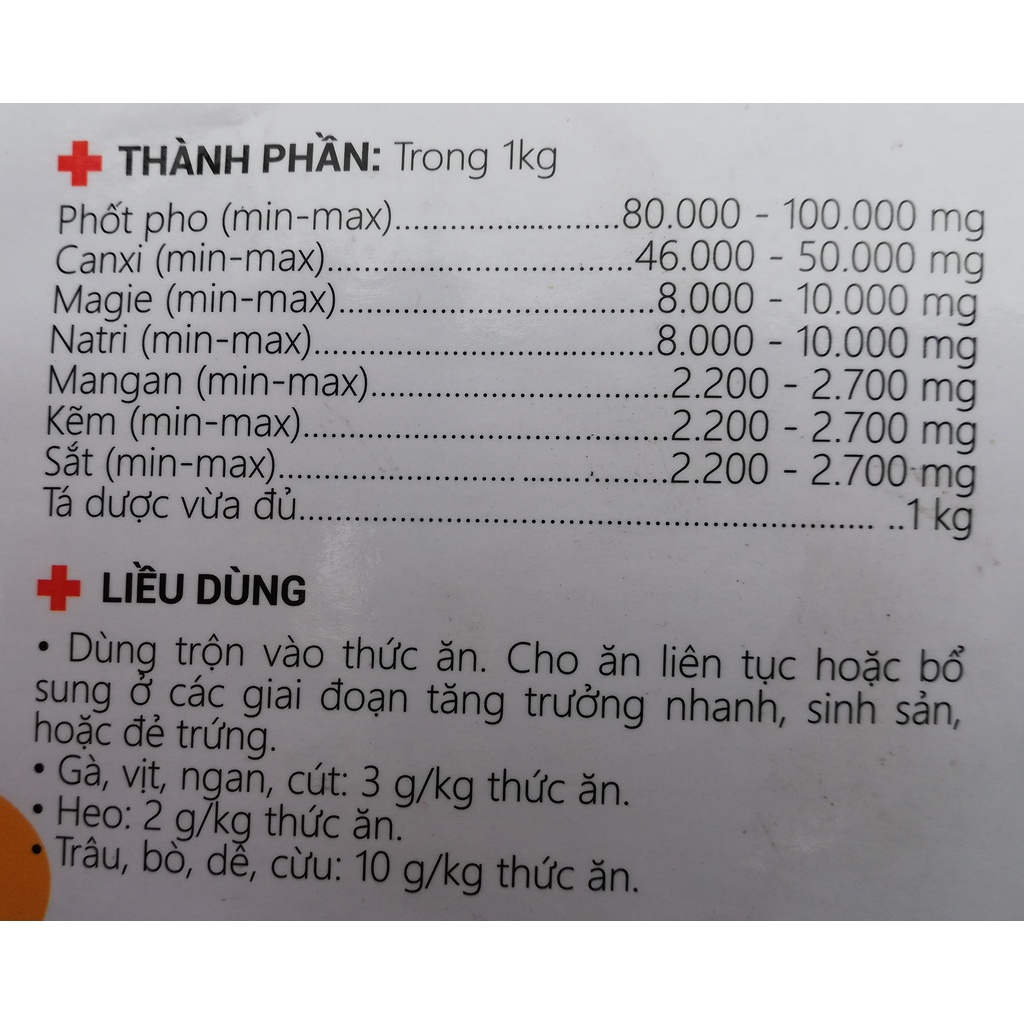 THÀNH PHẦN: Trong 1kg
Phốt pho (min-max).........................80.000 - 100.000 mg
Canxi (min-max).................................46.000 - 50.000 mg
Magie (min-max)..................................8.000 - 10.000 mg
Natri (min-max).....................................8.000 - 10.000 mg
Mangan (min-max)................................2.200 - 2.700 mg
Kẽm (min-max).......................................2.200 - 2.700 mg
Sắt (min-max)..........................................2.200 - 2.700 mg
Tá dược vừa đủ.............................................................. ..1 kg
LIỀU DÙNG
• Dùng trộn vào thức ăn. Cho ăn liên tục hoặc bổ
sung ở các giai đoạn tăng trưởng nhanh, sinh sản,
hoặc đẻ trứng.
• Gà, vịt, ngan, cút: 3 g/kg thức ăn.
• Heo: 2 g/kg thức ăn.
• Trâu, bò, dê, cừu: 10 g/kg thức ăn.